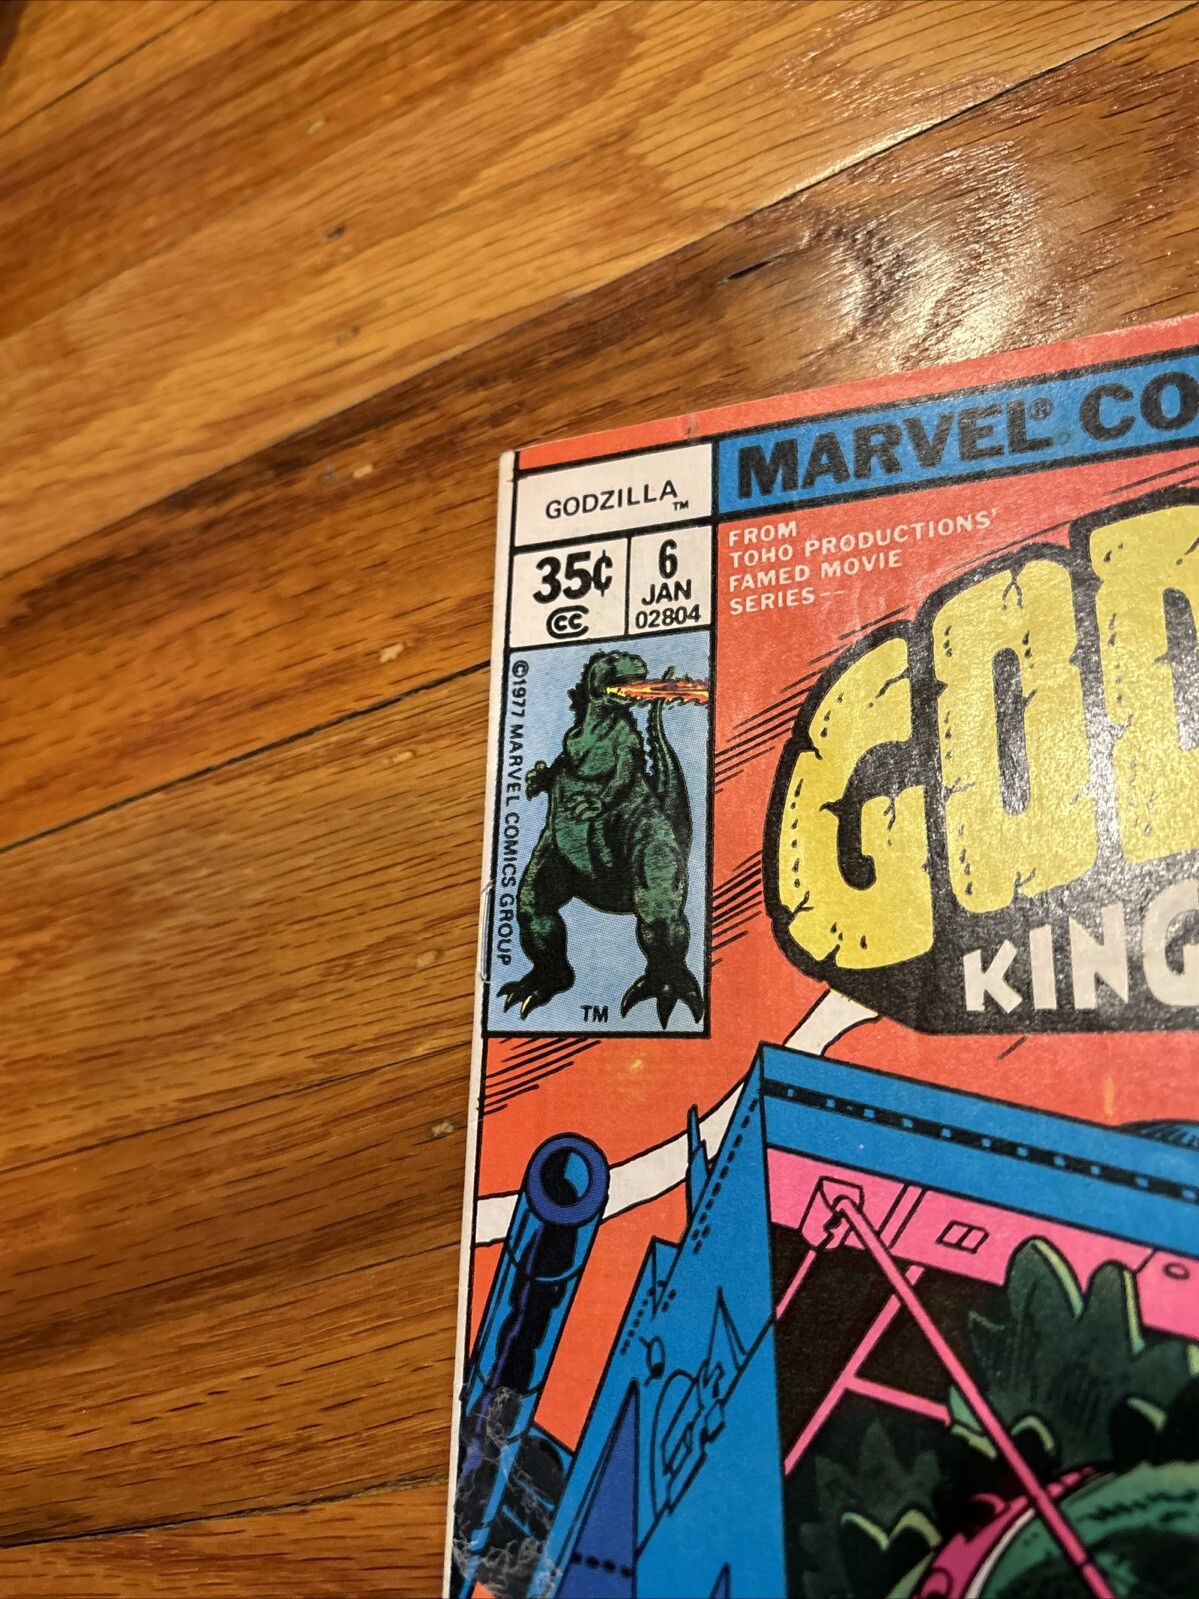 MARVEL® CO
GODZILLA™
35¢
CC
6
JAN
02804
FROM
TOHO PRODUCTIONS'
FAMED MOVIE
SERIES--
©1977 MARVEL COMICS GROUP
TM
GOD
KING